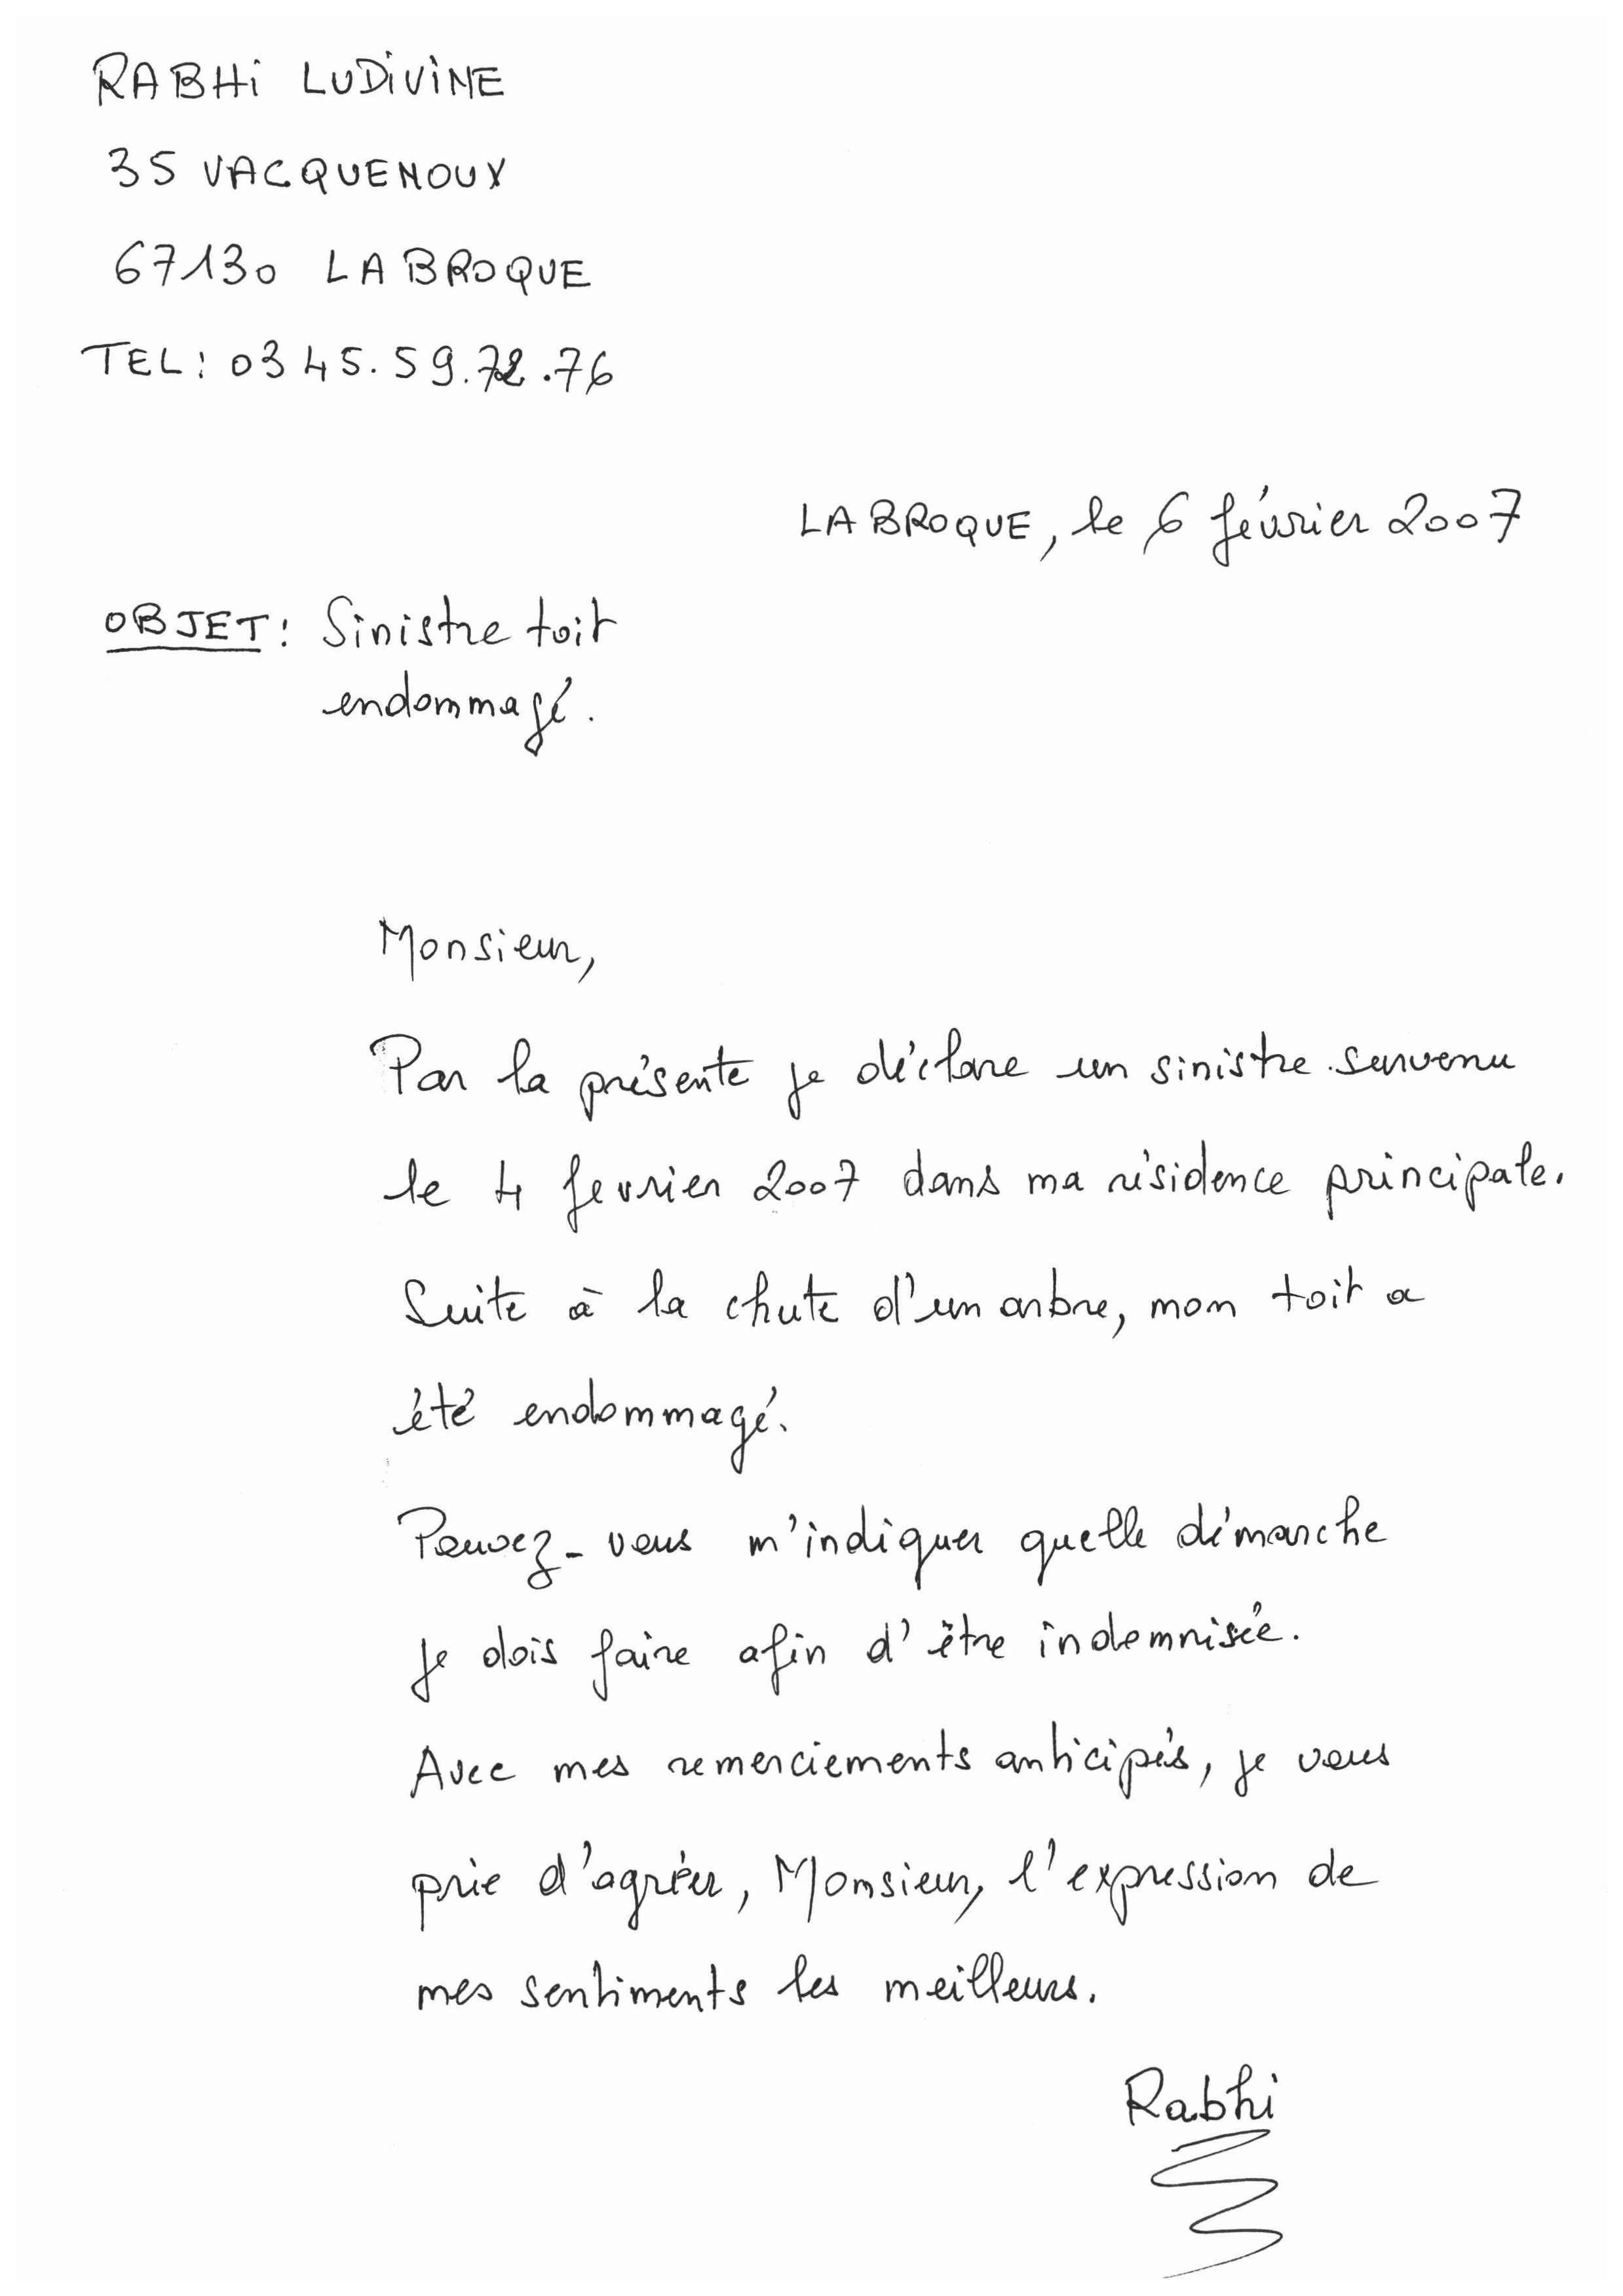 RABHI LUDIVINE
35 VACQUENOUX
67130 LA BROQUE
TEL: 03 45. 59.72.76
LA BROQUE, le 6 février 2007
OBJET: Sinistre toit
endommagé.
Monsieur,
Par la présente je déclare un sinistre survenu
le 4 fevrier 2007 dans ma résidence principale.
Suite à la chute d'un arbre, mon toit a
été endommagé.
Pouvez-vous m'indiquer quelle démarche
je dois faire afin d'être indemnisée.
Avec mes remerciements anticipés, je vous
prie d'agréer, Monsieur, l'expression de
mes sentiments les meilleurs.
Rabhi